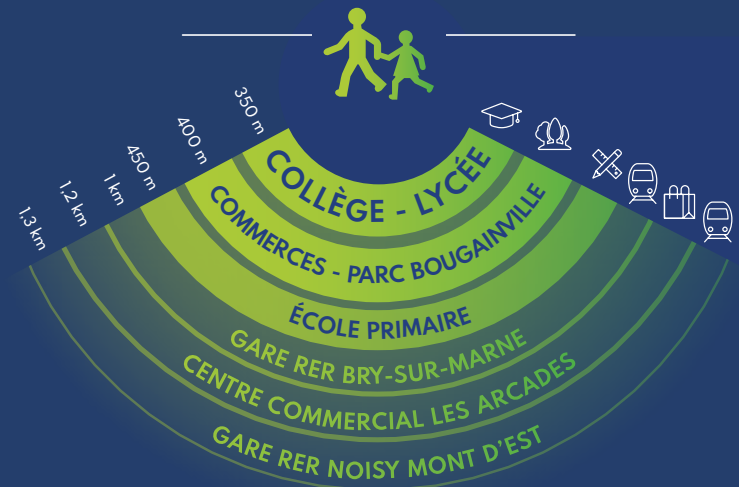 350 m
400 m
450 m
1 km
1,2 km
1,3 km
COLLÈGE - LYCÉE
COMMERCES - PARC BOUGAINVILLE
ÉCOLE PRIMAIRE
GARE RER BRY-SUR-MARNE
CENTRE COMMERCIAL LES ARCADES
GARE RER NOISY MONT D'EST